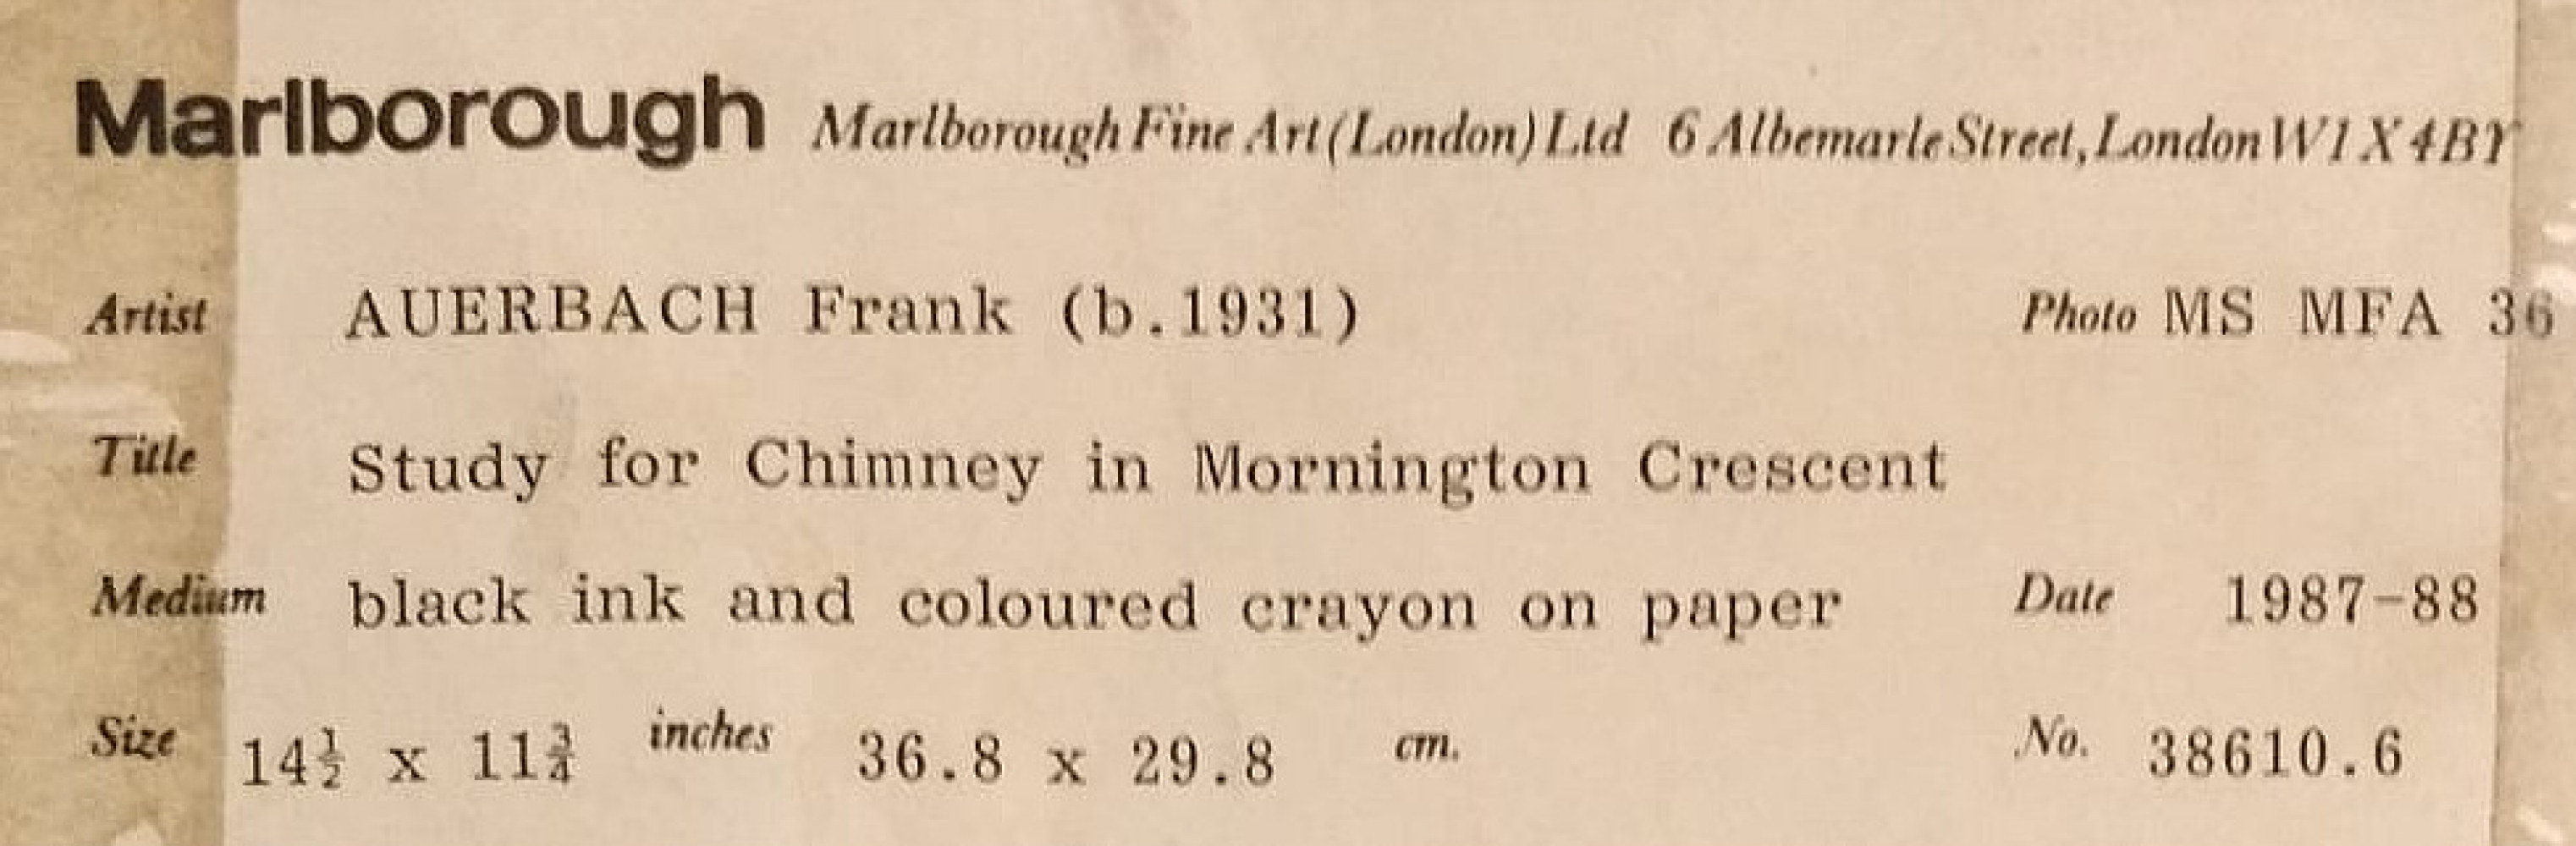 Marlborough Marlborough Fine Art (London) Ltd 6 Albemarle Street, London W1X 4BY
Artist AUERBACH Frank (b.1931) Photo MS MFA 36
Title Study for Chimney in Mornington Crescent
Medium black ink and coloured crayon on paper Date 1987-88
Size 14½ x 11¾ inches 36.8 x 29.8 cm. No. 38610.6